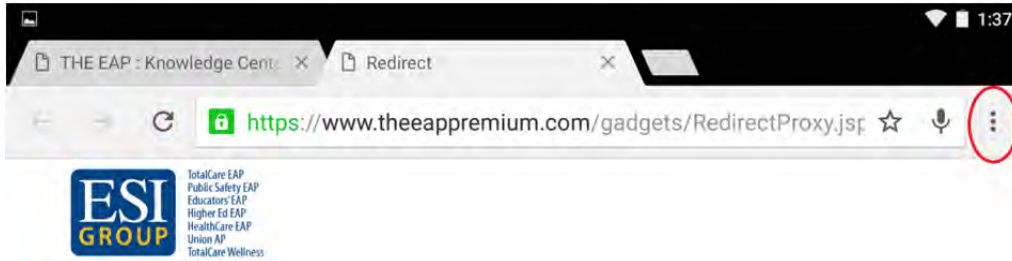 1:37
THE EAP : Knowledge Cente
Redirect
https://www.theeappremium.com/gadgets/RedirectProxy.jsp
ESI
GROUP
TotalCare EAP
Public Safety EAP
Educators' EAP
Higher Ed EAP
HealthCare EAP
Union AP
TotalCare Wellness